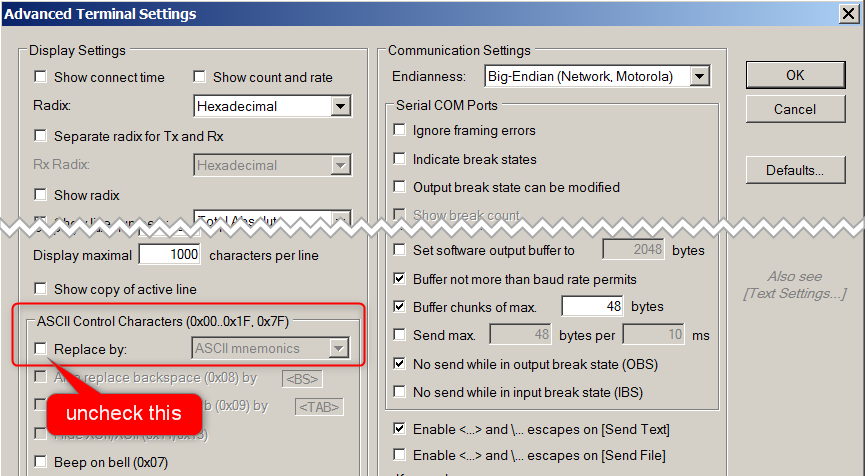 Advanced Terminal Settings
Display Settings
Show connect time
Show count and rate
Radix:
Hexadecimal
Separate radix for Tx and Rx
Rx Radix:
Hexadecimal
Show radix
Total Absolut
Display maximal 1000 characters per line
Show copy of active line
ASCII Control Characters (0x00..0x1F, 0x7F)
Replace by:
ASCII mnemonics
replace backspace (0x08) by <BS>
(0x09) by <TAB>
uncheck this
Beep on bell (0x07)
Communication Settings
Endianness: Big-Endian (Network, Motorola)
Serial COM Ports
Ignore framing errors
Indicate break states
Output break state can be modified
Show break count
Set software output buffer to 2048 bytes
Buffer not more than baud rate permits
Buffer chunks of max. 48 bytes
Send max. 48 bytes per 10 ms
No send while in output break state (OBS)
No send while in input break state (IBS)
Enable <...> and \... escapes on [Send Text]
Enable <...> and \... escapes on [Send File]
OK
Cancel
Defaults...
Also see
[Text Settings...]